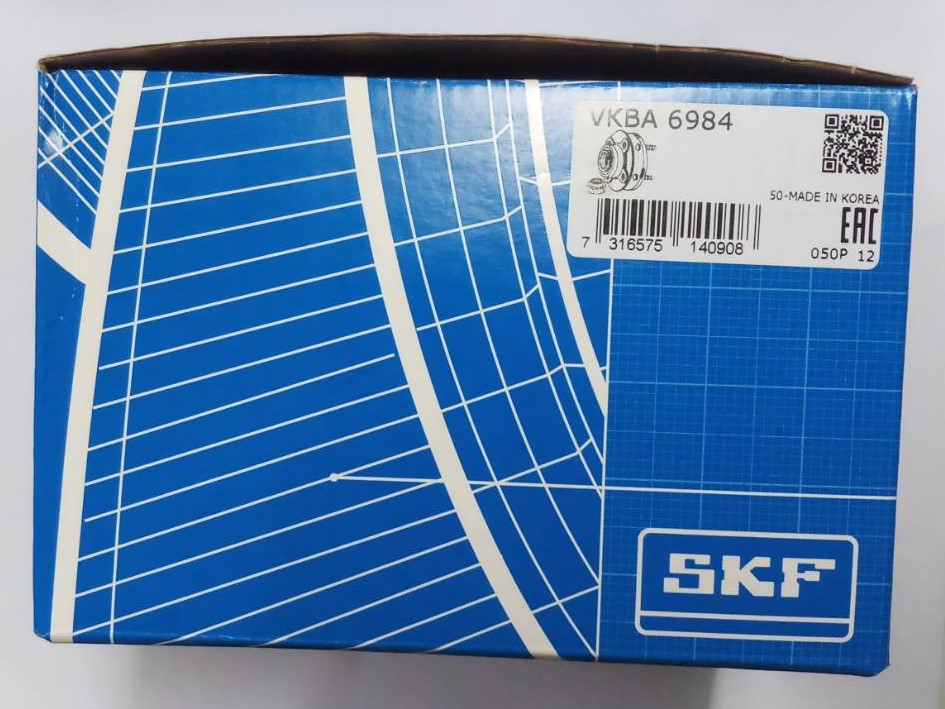 VKBA 6984
50-MADE IN KOREA
EAC
7 316575 140908
050P 12
SKF